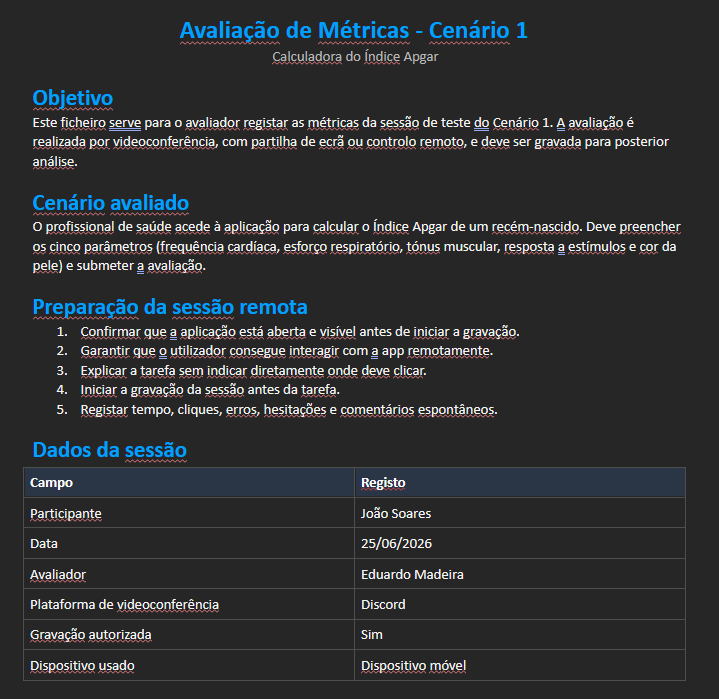 Avaliação de Métricas - Cenário 1
Calculadora do Índice Apgar
Objetivo
Este ficheiro serve para o avaliador registar as métricas da sessão de teste do Cenário 1. A avaliação é
realizada por videoconferência, com partilha de ecrã ou controlo remoto, e deve ser gravada para posterior
análise.
Cenário avaliado
O profissional de saúde acede à aplicação para calcular o Índice Apgar de um recém-nascido. Deve preencher
os cinco parâmetros (frequência cardíaca, esforço respiratório, tónus muscular, resposta a estímulos e cor da
pele) e submeter a avaliação.
Preparação da sessão remota
1. Confirmar que a aplicação está aberta e visível antes de iniciar a gravação.
2. Garantir que o utilizador consegue interagir com a app remotamente.
3. Explicar a tarefa sem indicar diretamente onde deve clicar.
4. Iniciar a gravação da sessão antes da tarefa.
5. Registar tempo, cliques, erros, hesitações e comentários espontâneos.
Dados da sessão
Campo Registo
Participante João Soares
Data 25/06/2026
Avaliador Eduardo Madeira
Plataforma de videoconferência Discord
Gravação autorizada Sim
Dispositivo usado Dispositivo móvel